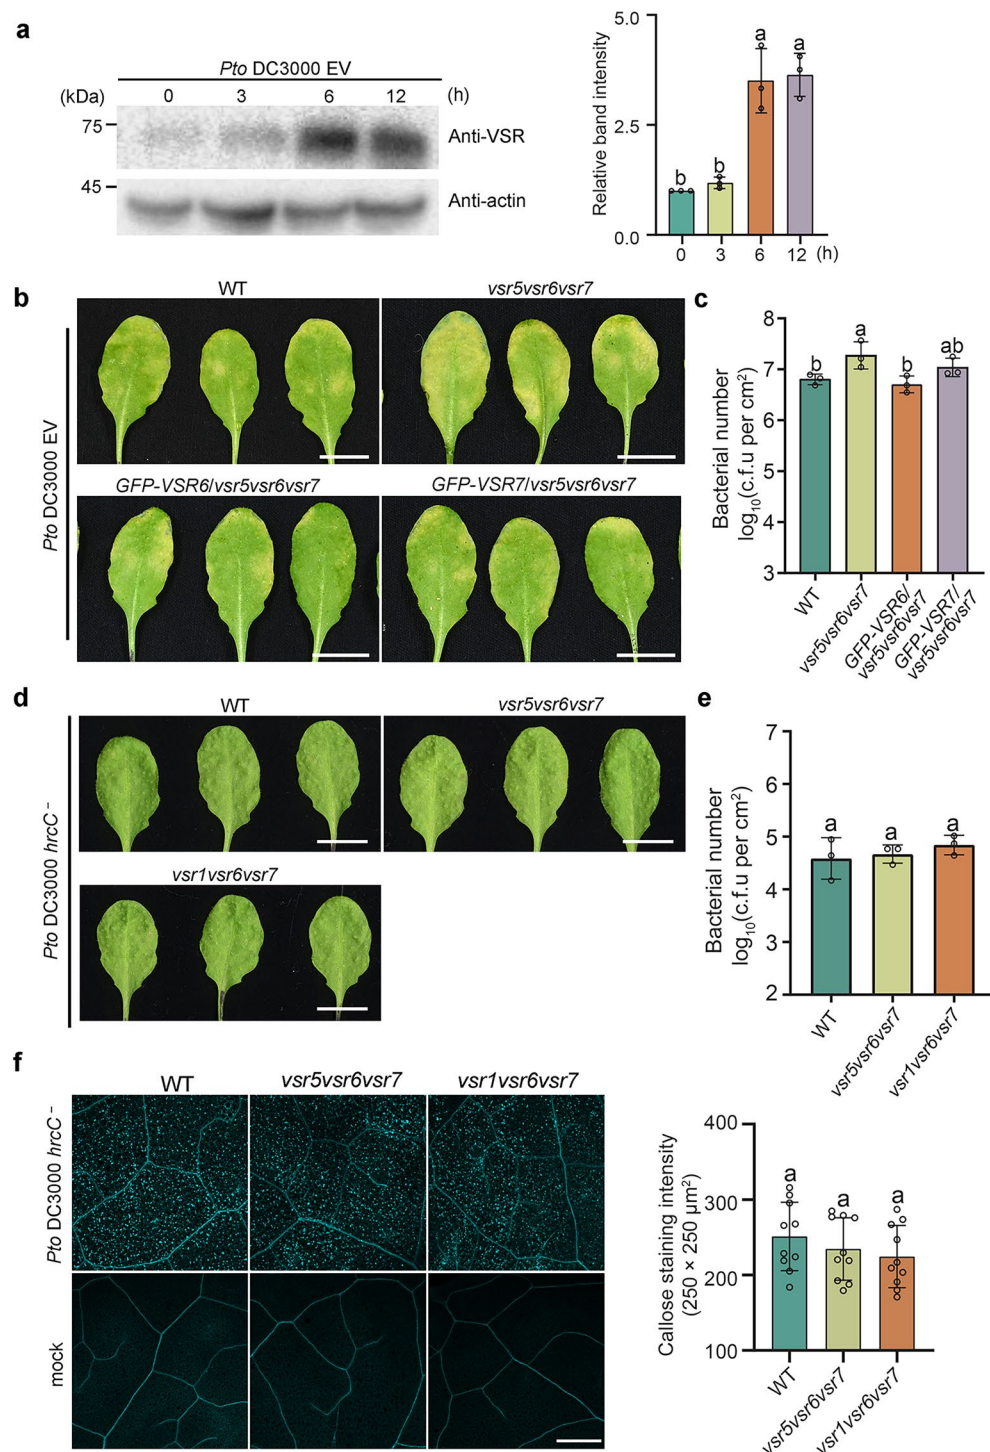 a
Pto DC3000 EV
(kDa) 0 3 6 12 (h)
75
Anti-VSR
45
Anti-actin
Relative band intensity
5.0
2.5
0.0
b b a a
0 3 6 12 (h)
b
WT
vsr5vsr6vsr7
Pto DC3000 EV
GFP-VSR6/vsr5vsr6vsr7
GFP-VSR7/vsr5vsr6vsr7
c
Bacterial number
log₁₀(c.f.u per cm²)
8
7
6
5
4
3
b a b ab
WT
vsr5vsr6vsr7
GFP-VSR6/
vsr5vsr6vsr7
GFP-VSR7/
vsr5vsr6vsr7
d
WT
vsr5vsr6vsr7
Pto DC3000 hrcC⁻
vsr1vsr6vsr7
e
Bacterial number
log₁₀(c.f.u per cm²)
7
6
5
4
3
2
a a a
WT
vsr5vsr6vsr7
vsr1vsr6vsr7
f
WT
vsr5vsr6vsr7
vsr1vsr6vsr7
Pto DC3000 hrcC⁻
mock
Callose staining intensity
(250 × 250 μm²)
400
300
200
100
a a a
WT
vsr5vsr6vsr7
vsr1vsr6vsr7